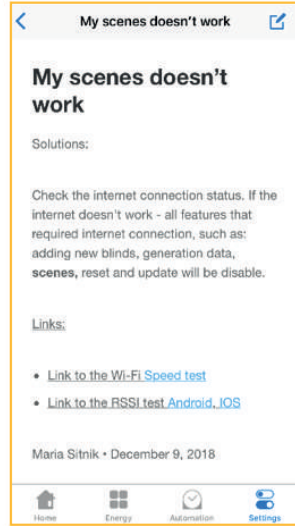 My scenes doesn't work
My scenes doesn't
work
Solutions:
Check the internet connection status. If the
internet doesn't work - all features that
required internet connection, such as:
adding new blinds, generation data,
scenes, reset and update will be disable.
Links:
• Link to the Wi-Fi Speed test
• Link to the RSSI test Android, IOS
Maria Sitnik • December 9, 2018
Home Energy Automation Settings